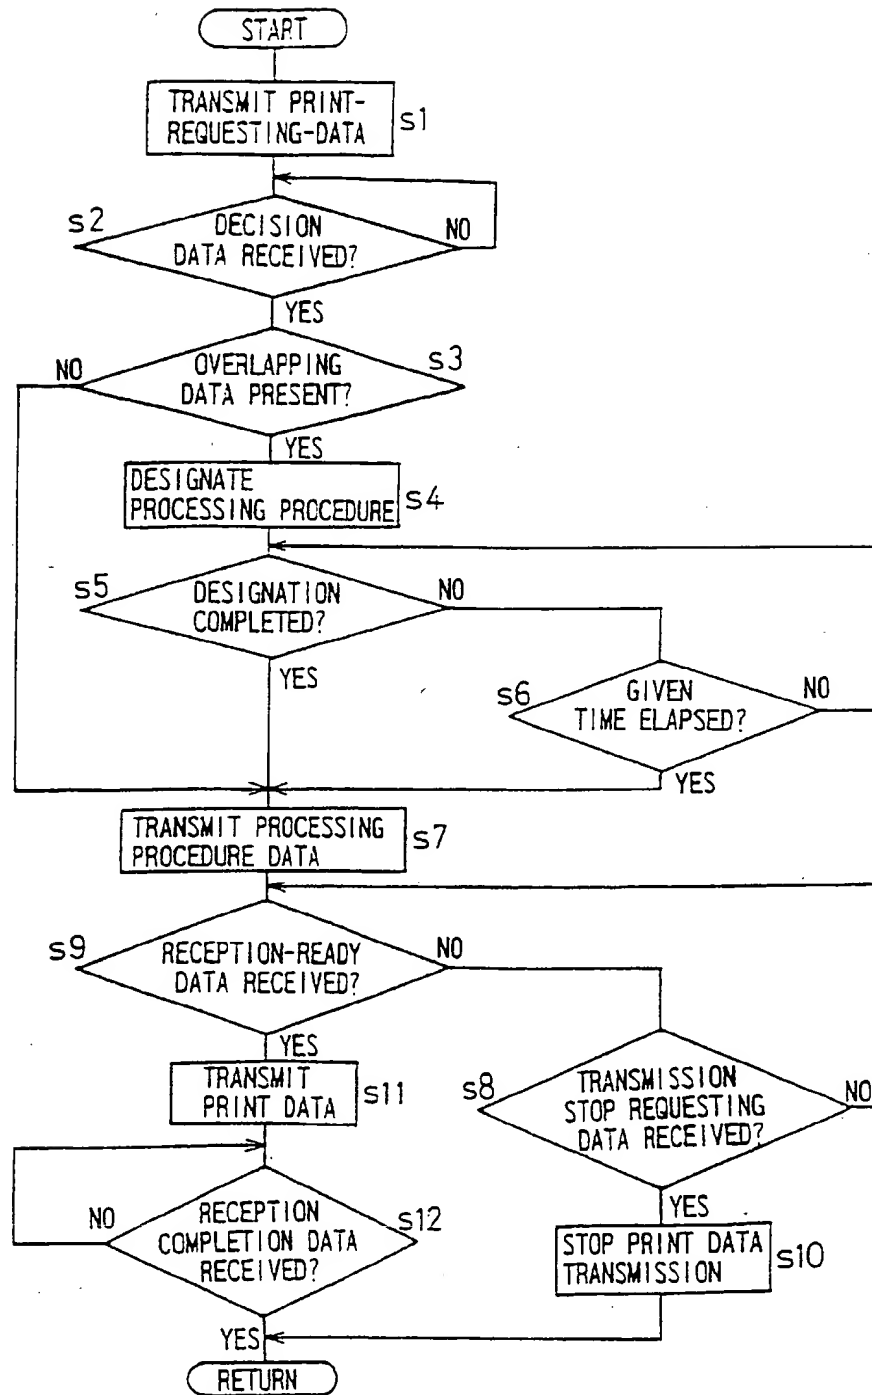 START
TRANSMIT PRINT-
REQUESTING-DATA
s1
s2
DECISION
DATA RECEIVED?
NO
YES
NO
OVERLAPPING
DATA PRESENT?
s3
YES
DESIGNATE
PROCESSING PROCEDURE
s4
s5
DESIGNATION
COMPLETED?
NO
YES
s6
GIVEN
TIME ELAPSED?
NO
YES
TRANSMIT PROCESSING
PROCEDURE DATA
s7
s9
RECEPTION-READY
DATA RECEIVED?
NO
YES
TRANSMIT
PRINT DATA
s11
s8
TRANSMISSION
STOP REQUESTING
DATA RECEIVED?
NO
YES
NO
RECEPTION
COMPLETION DATA
RECEIVED?
s12
STOP PRINT DATA
TRANSMISSION
s10
YES
RETURN